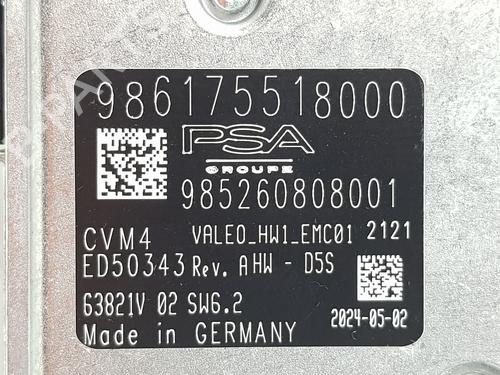 986175518000
PSA
GROUPE
985260808001
CVM4 VALEO_HW1_EMC01 2121
ED50343 Rev. A HW - D5S
63821V 02 SW6.2
Made in GERMANY 2024-05-02